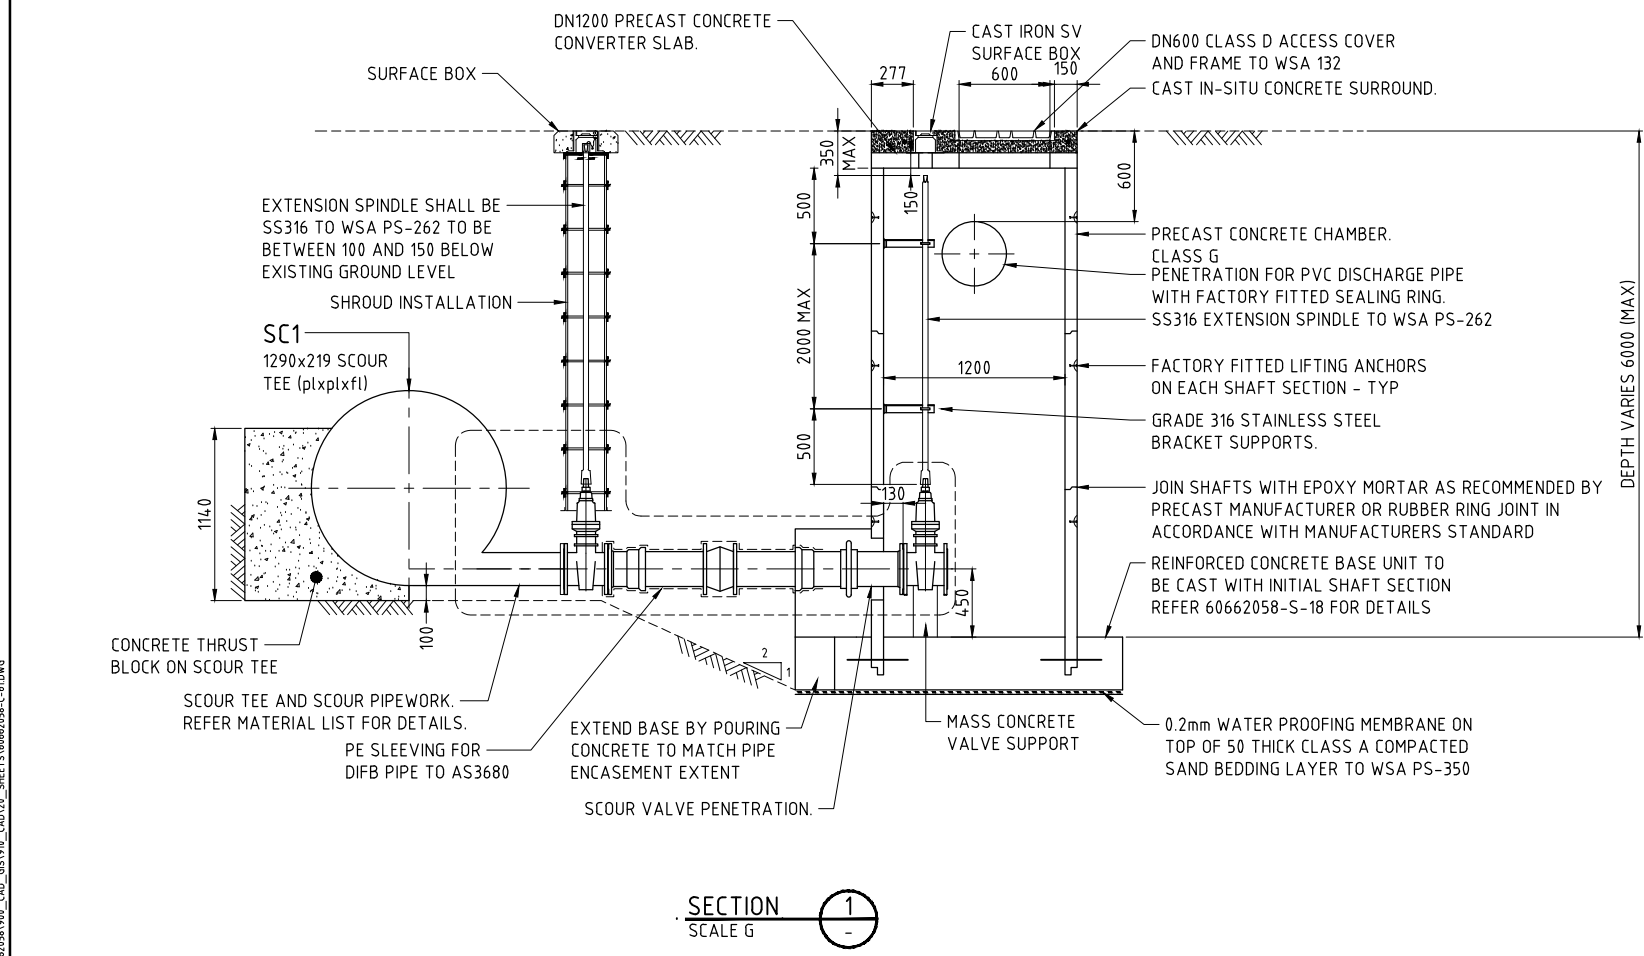 DN1200 PRECAST CONCRETE
CONVERTER SLAB.
CAST IRON SV
SURFACE BOX
DN600 CLASS D ACCESS COVER
AND FRAME TO WSA 132
SURFACE BOX
277
600
150
CAST IN-SITU CONCRETE SURROUND.
350
MAX
600
500
150
EXTENSION SPINDLE SHALL BE
SS316 TO WSA PS-262 TO BE
BETWEEN 100 AND 150 BELOW
EXISTING GROUND LEVEL
SHROUD INSTALLATION
PRECAST CONCRETE CHAMBER.
CLASS G
PENETRATION FOR PVC DISCHARGE PIPE
WITH FACTORY FITTED SEALING RING.
SS316 EXTENSION SPINDLE TO WSA PS-262
2000 MAX
DEPTH VARIES 6000 (MAX)
SC1
1290x219 SCOUR
TEE (plxplxfl)
1200
FACTORY FITTED LIFTING ANCHORS
ON EACH SHAFT SECTION - TYP
GRADE 316 STAINLESS STEEL
BRACKET SUPPORTS.
500
130
1140
JOIN SHAFTS WITH EPOXY MORTAR AS RECOMMENDED BY
PRECAST MANUFACTURER OR RUBBER RING JOINT IN
ACCORDANCE WITH MANUFACTURERS STANDARD
REINFORCED CONCRETE BASE UNIT TO
BE CAST WITH INITIAL SHAFT SECTION
REFER 60662058-S-18 FOR DETAILS
450
100
CONCRETE THRUST
BLOCK ON SCOUR TEE
2
1
SCOUR TEE AND SCOUR PIPEWORK.
REFER MATERIAL LIST FOR DETAILS.
PE SLEEVING FOR
DIFB PIPE TO AS3680
EXTEND BASE BY POURING
CONCRETE TO MATCH PIPE
ENCASEMENT EXTENT
MASS CONCRETE
VALVE SUPPORT
0.2mm WATER PROOFING MEMBRANE ON
TOP OF 50 THICK CLASS A COMPACTED
SAND BEDDING LAYER TO WSA PS-350
SCOUR VALVE PENETRATION.
SECTION
SCALE G
1
-